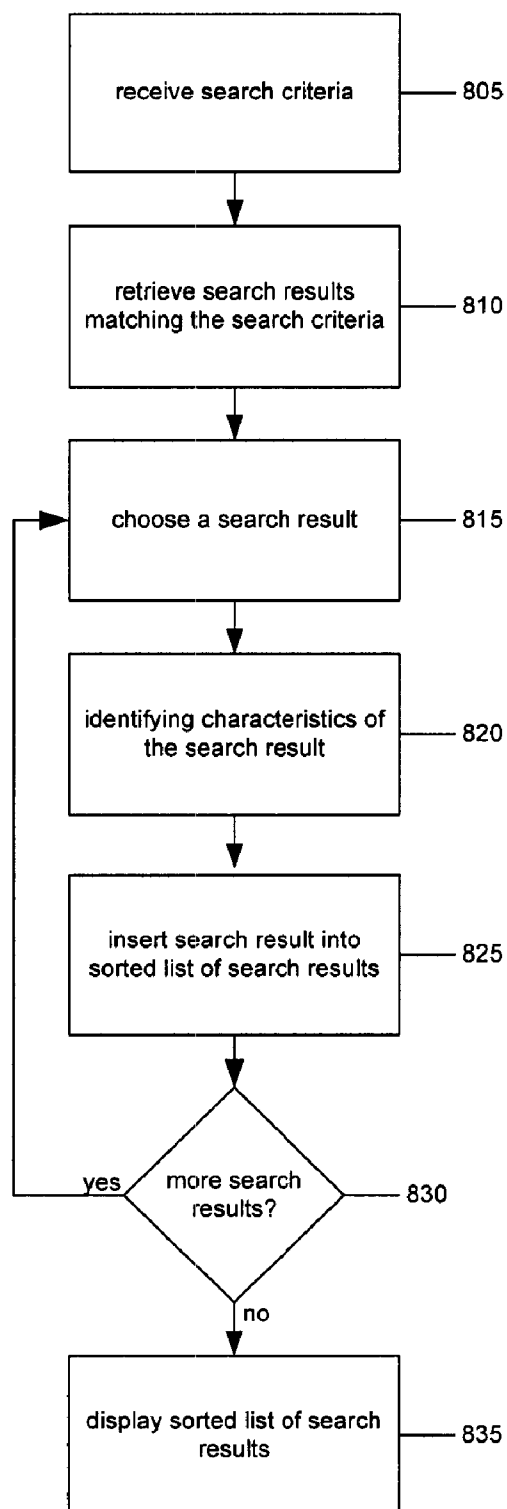 receive search criteria
805
retrieve search results
matching the search criteria
810
choose a search result
815
identifying characteristics of
the search result
820
insert search result into
sorted list of search results
825
yes
more search
results?
830
no
display sorted list of search
results
835